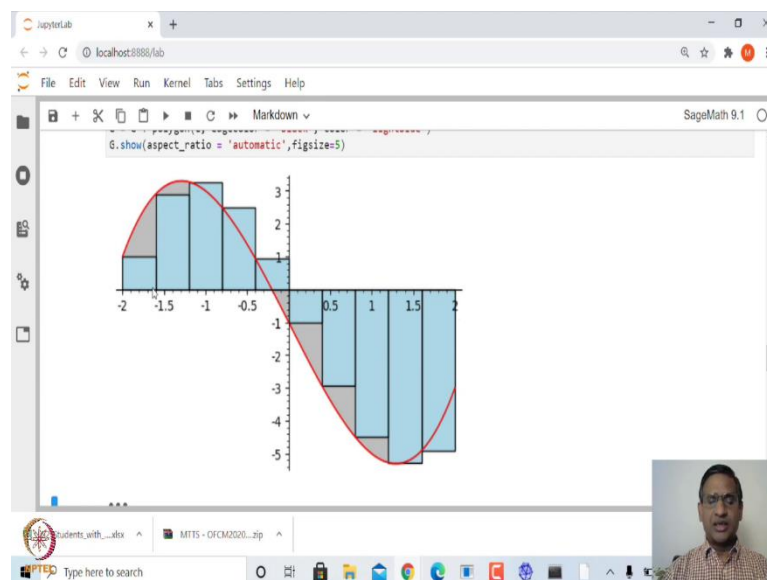 JupyterLab
localhost:8888/lab
M
File Edit View Run Kernel Tabs Settings Help
Markdown
SageMath 9.1
G.show(aspect_ratio = 'automatic',figsize=5)
3
2
1
-2 -1.5 -1 -0.5 0.5 1 1.5 2
-1
-2
-3
-4
-5
MTTS - OFCM2020...zip
NPTEL
Type here to search